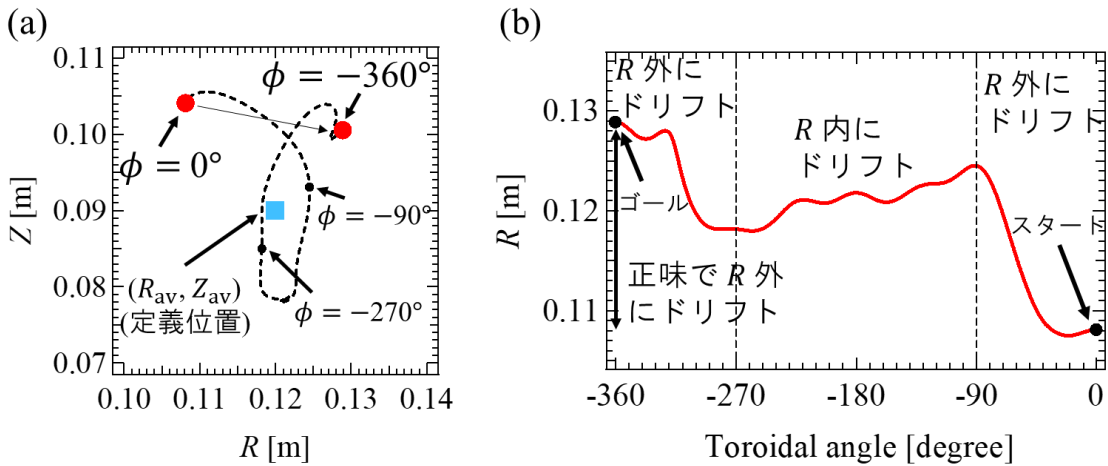 (a)
0.11
0.10
0.09
0.08
0.07
Z [m]
0.10 0.11 0.12 0.13 0.14
R [m]
ϕ = 0°
ϕ = −360°
ϕ = −90°
ϕ = −270°
(R_av, Z_av)
(定義位置)
(b)
0.13
0.12
0.11
R [m]
-360 -270 -180 -90 0
Toroidal angle [degree]
R 外に
ドリフト
R 内に
ドリフト
R 外に
ドリフト
ゴール
スタート
正味で R 外
にドリフト